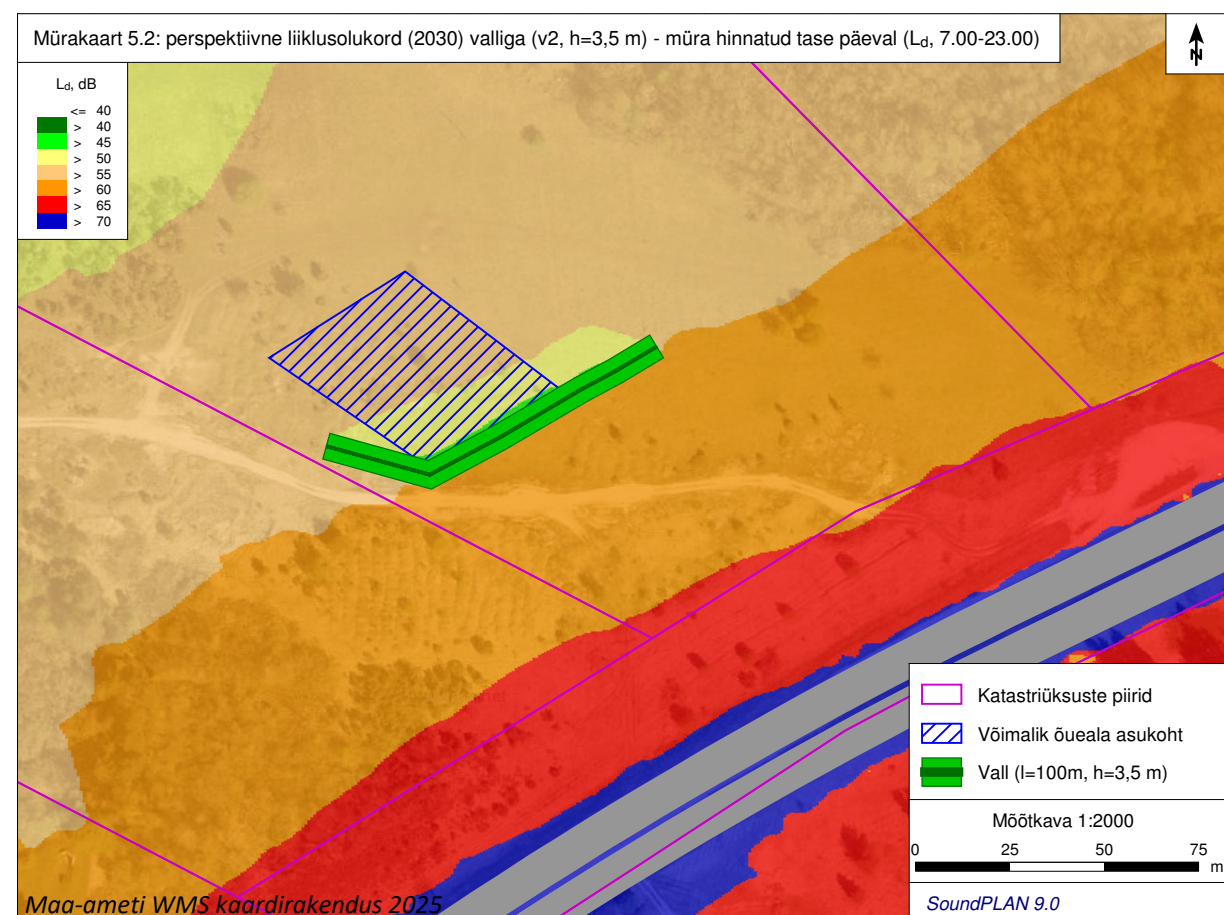 Mürakaart 5.2: perspektiivne liiklusolukord (2030) valliga (v2, h=3,5 m) - müra hinnatud tase päeval (Ld, 7.00-23.00)
N
Ld, dB
<= 40
> 40
> 45
> 50
> 55
> 60
> 65
> 70
Katastriüksuste piirid
Võimalik õueala asukoht
Vall (l=100m, h=3,5 m)
Mõõtkava 1:2000
0 25 50 75
m
Maa-ameti WMS kaardirakendus 2025
SoundPLAN 9.0